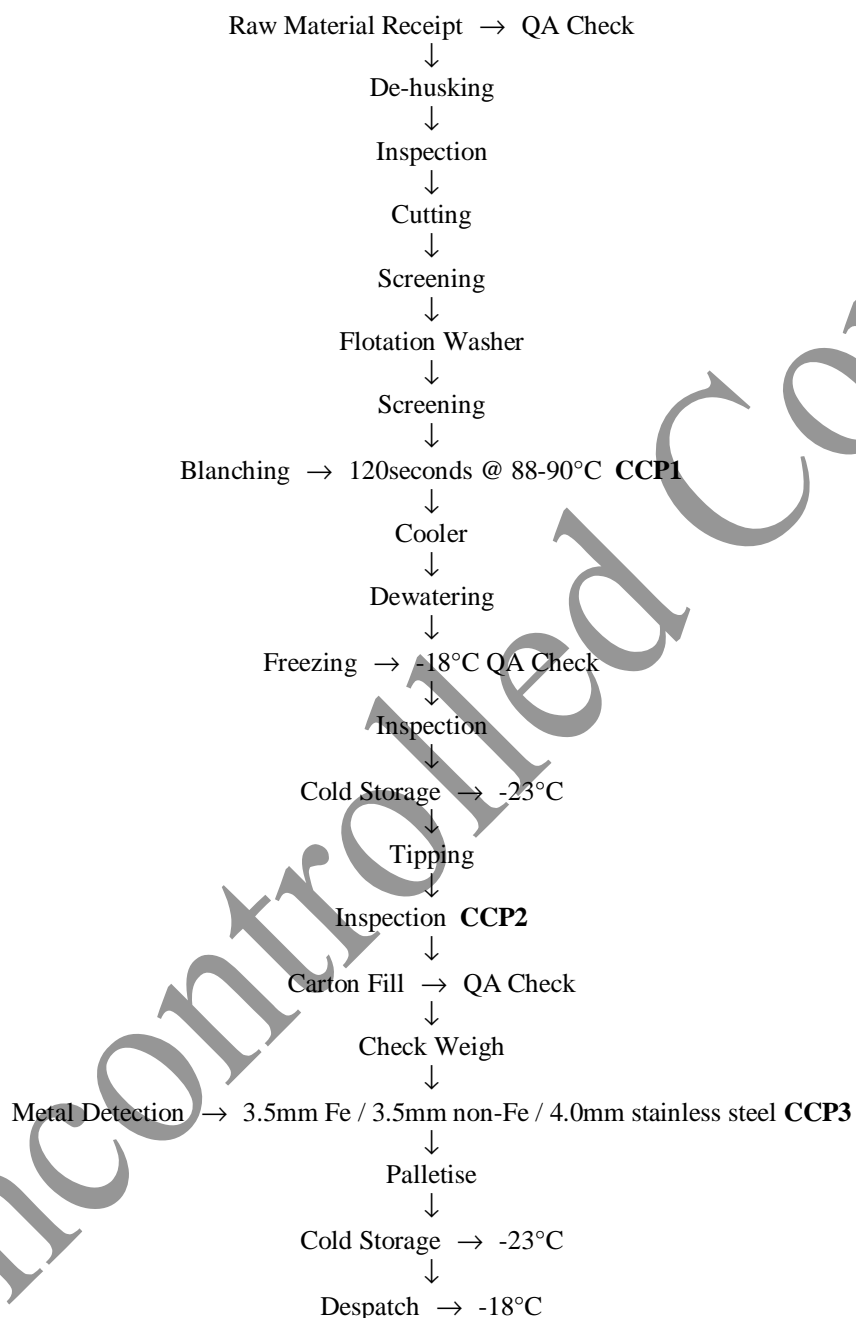 Raw Material Receipt → QA Check
↓
De-husking
↓
Inspection
↓
Cutting
↓
Screening
↓
Flotation Washer
↓
Screening
↓
Blanching → 120seconds @ 88-90°C CCP1
↓
Cooler
↓
Dewatering
↓
Freezing → -18°C QA Check
↓
Inspection
↓
Cold Storage → -23°C
↓
Tipping
↓
Inspection CCP2
↓
Carton Fill → QA Check
↓
Check Weigh
↓
Metal Detection → 3.5mm Fe / 3.5mm non-Fe / 4.0mm stainless steel CCP3
↓
Palletise
↓
Cold Storage → -23°C
↓
Despatch → -18°C